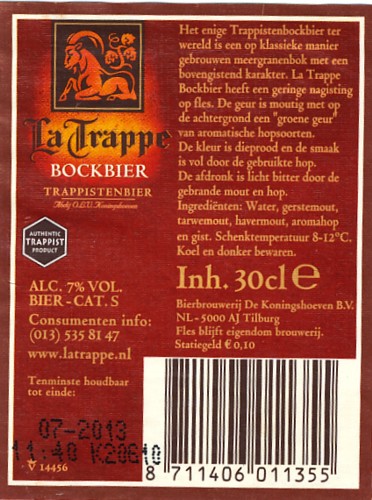 La Trappe
BOCKBIER
TRAPPISTENBIER
AUTHENTIC
TRAPPIST
PRODUCT
ALC. 7% VOL.
BIER - CAT. S
Consumenten info:
(013) 535 81 47
www.latrappe.nl
Tenminste houdbaar
tot einde:
07-2013
11:40 K20610
14456
Het enige Trappistenbockbier ter
wereld is een op klassieke manier
gebrouwen meergranenbok met een
bovengistend karakter. La Trappe
Bockbier heeft een geringe nagisting
op fles. De geur is moutig met op
de achtergrond een "groene geur"
van aromatische hopsoorten.
De kleur is dieprood en de smaak
is vol door de gebruikte hop.
De afdronk is licht bitter door de
gebrande mout en hop.
Ingrediënten: Water, gerstemout,
tarwemout, havermout, aromahop
en gist. Schenktemperatuur 8-12°C.
Koel en donker bewaren.
Inh. 30cl e
Bierbrouwerij De Koningshoeven B.V.
NL - 5000 AJ Tilburg
Fles blijft eigendom brouwerij.
Statiegeld € 0,10
8 711406 011355